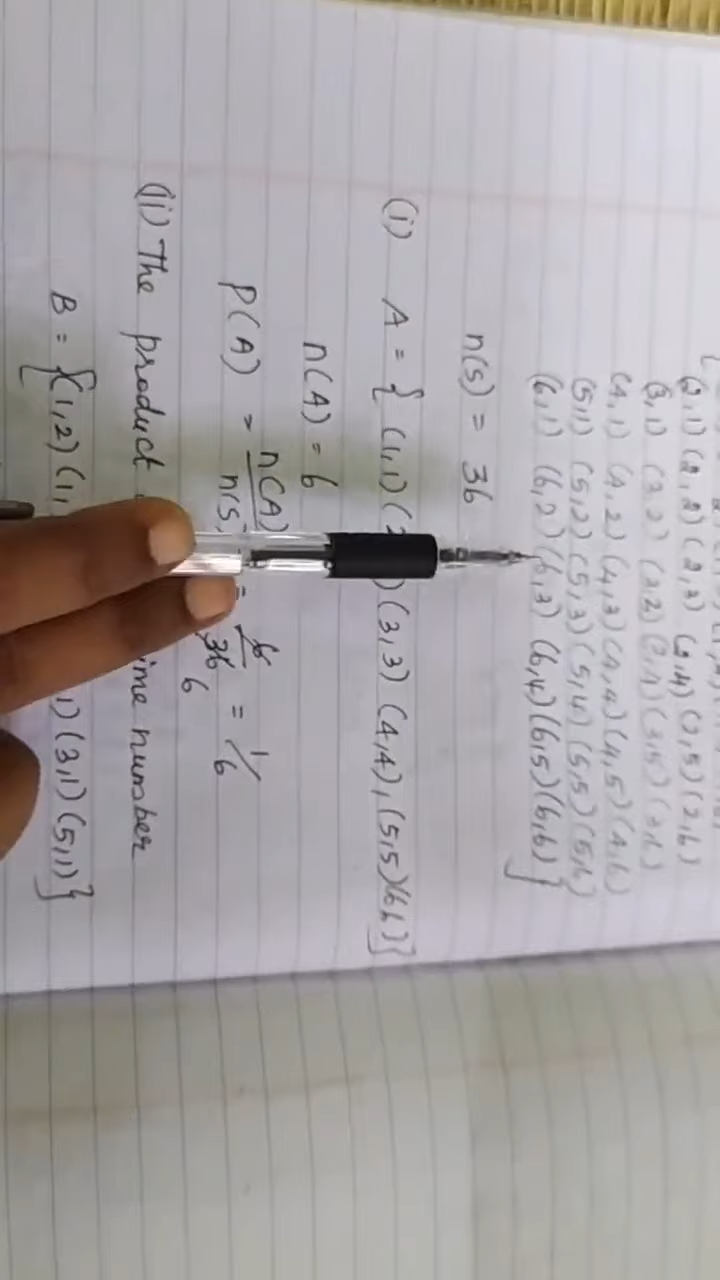 (2,1) (2,2) (2,3) (2,4) (2,5) (2,6)
(3,1) (3,2) (3,3) (3,4) (3,5) (3,6)
(4,1) (4,2) (4,3) (4,4) (4,5) (4,6)
(5,1) (5,2) (5,3) (5,4) (5,5) (5,6)
(6,1) (6,2) (6,3) (6,4) (6,5) (6,6) }
n(s) = 36
(i) A = { (1,1) (2 ) (3,3) (4,4), (5,5) (6 6) }
n(A) = 6
P(A) = n(A)/n(S) = 6/36 6 = 1/6
(ii) The product ime number
B = { (1,2) (1, 1) (3,1) (5,1) }